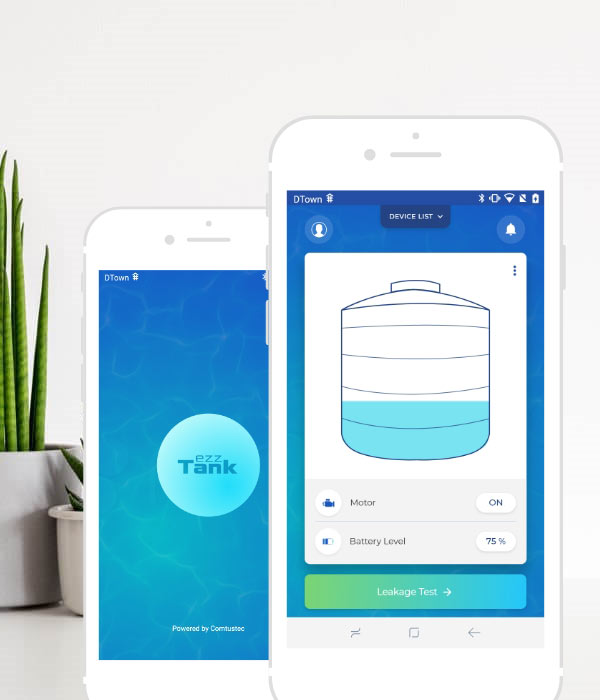 DTown
ezz
Tank
Powered by Comtustec
DTown
DEVICE LIST
Motor
ON
Battery Level
75 %
Leakage Test →